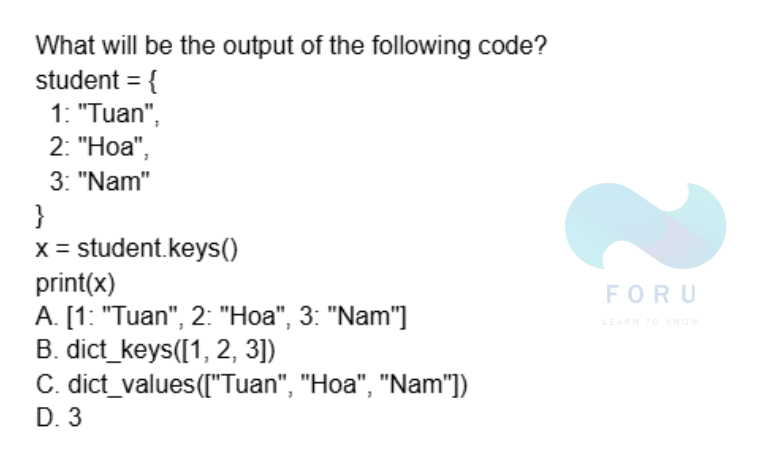 What will be the output of the following code?
student = {
1: "Tuan",
2: "Hoa",
3: "Nam"
}
x = student.keys()
print(x)
A. [1: "Tuan", 2: "Hoa", 3: "Nam"]
B. dict_keys([1, 2, 3])
C. dict_values(["Tuan", "Hoa", "Nam"])
D. 3
FORU
LEARN TO KNOW